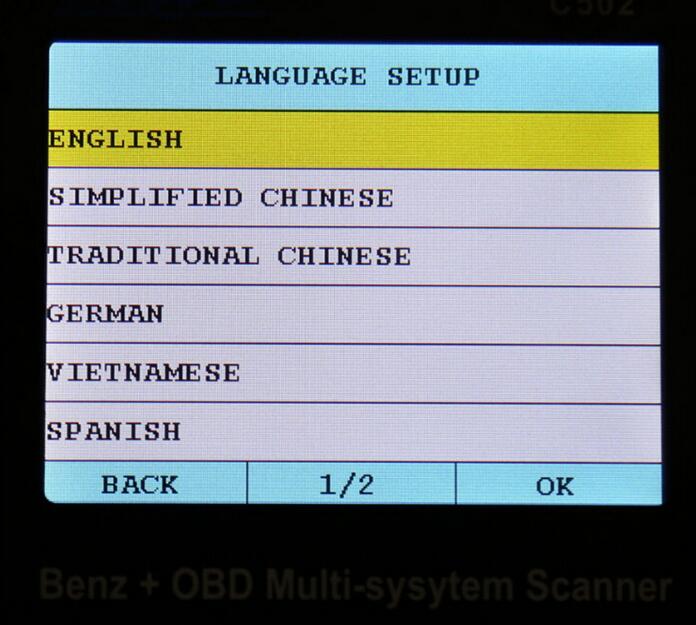 C502
LANGUAGE SETUP
ENGLISH
SIMPLIFIED CHINESE
TRADITIONAL CHINESE
GERMAN
VIETNAMESE
SPANISH
BACK 1/2 OK
Benz + OBD Multi-sysytem Scanner